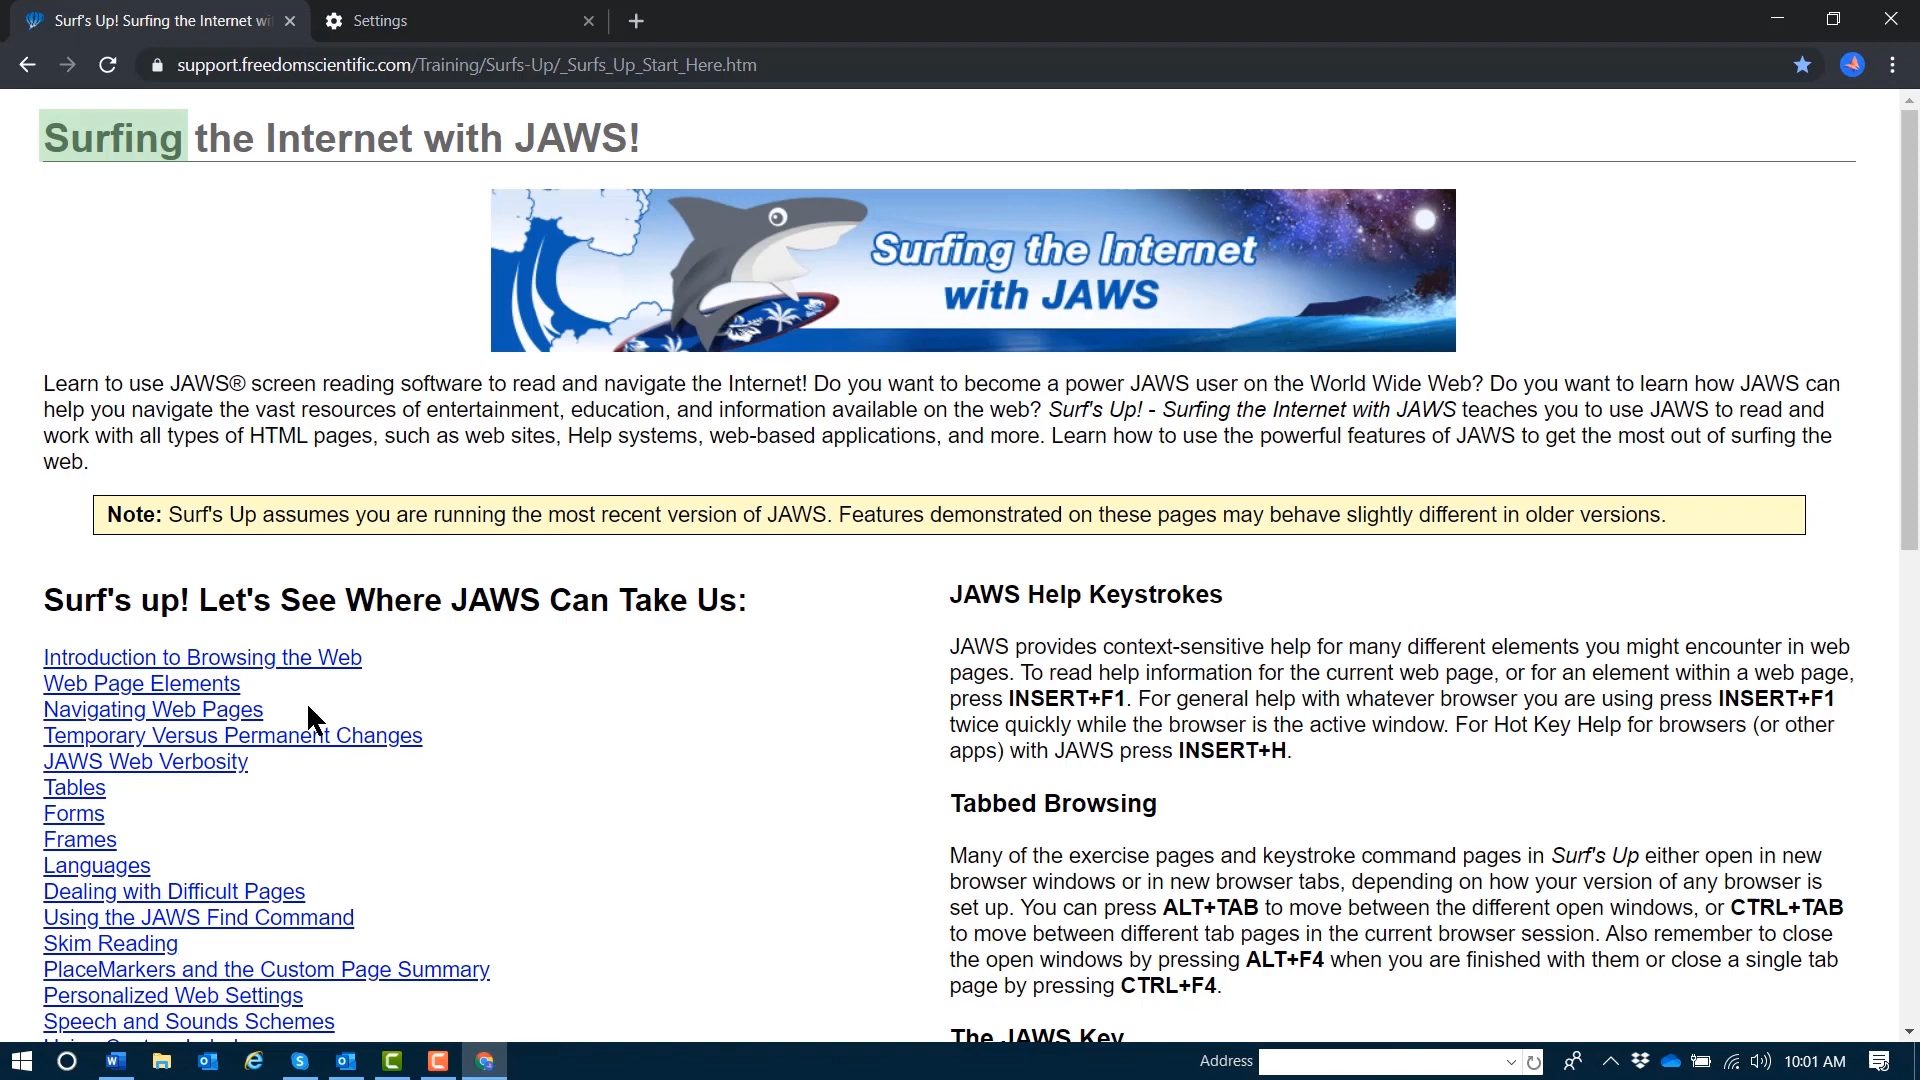 Surf's Up! Surfing the Internet wi
Settings
support.freedomscientific.com/Training/Surfs-Up/_Surfs_Up_Start_Here.htm
Surfing the Internet with JAWS!
Surfing the Internet
with JAWS
Learn to use JAWS® screen reading software to read and navigate the Internet! Do you want to become a power JAWS user on the World Wide Web? Do you want to learn how JAWS can
help you navigate the vast resources of entertainment, education, and information available on the web? Surf's Up! - Surfing the Internet with JAWS teaches you to use JAWS to read and
work with all types of HTML pages, such as web sites, Help systems, web-based applications, and more. Learn how to use the powerful features of JAWS to get the most out of surfing the
web.
Note: Surf's Up assumes you are running the most recent version of JAWS. Features demonstrated on these pages may behave slightly different in older versions.
Surf's up! Let's See Where JAWS Can Take Us:
Introduction to Browsing the Web
Web Page Elements
Navigating Web Pages
Temporary Versus Permanent Changes
JAWS Web Verbosity
Tables
Forms
Frames
Languages
Dealing with Difficult Pages
Using the JAWS Find Command
Skim Reading
PlaceMarkers and the Custom Page Summary
Personalized Web Settings
Speech and Sounds Schemes
JAWS Help Keystrokes
JAWS provides context-sensitive help for many different elements you might encounter in web
pages. To read help information for the current web page, or for an element within a web page,
press INSERT+F1. For general help with whatever browser you are using press INSERT+F1
twice quickly while the browser is the active window. For Hot Key Help for browsers (or other
apps) with JAWS press INSERT+H.
Tabbed Browsing
Many of the exercise pages and keystroke command pages in Surf's Up either open in new
browser windows or in new browser tabs, depending on how your version of any browser is
set up. You can press ALT+TAB to move between the different open windows, or CTRL+TAB
to move between different tab pages in the current browser session. Also remember to close
the open windows by pressing ALT+F4 when you are finished with them or close a single tab
page by pressing CTRL+F4.
The JAWS Key
Address
10:01 AM